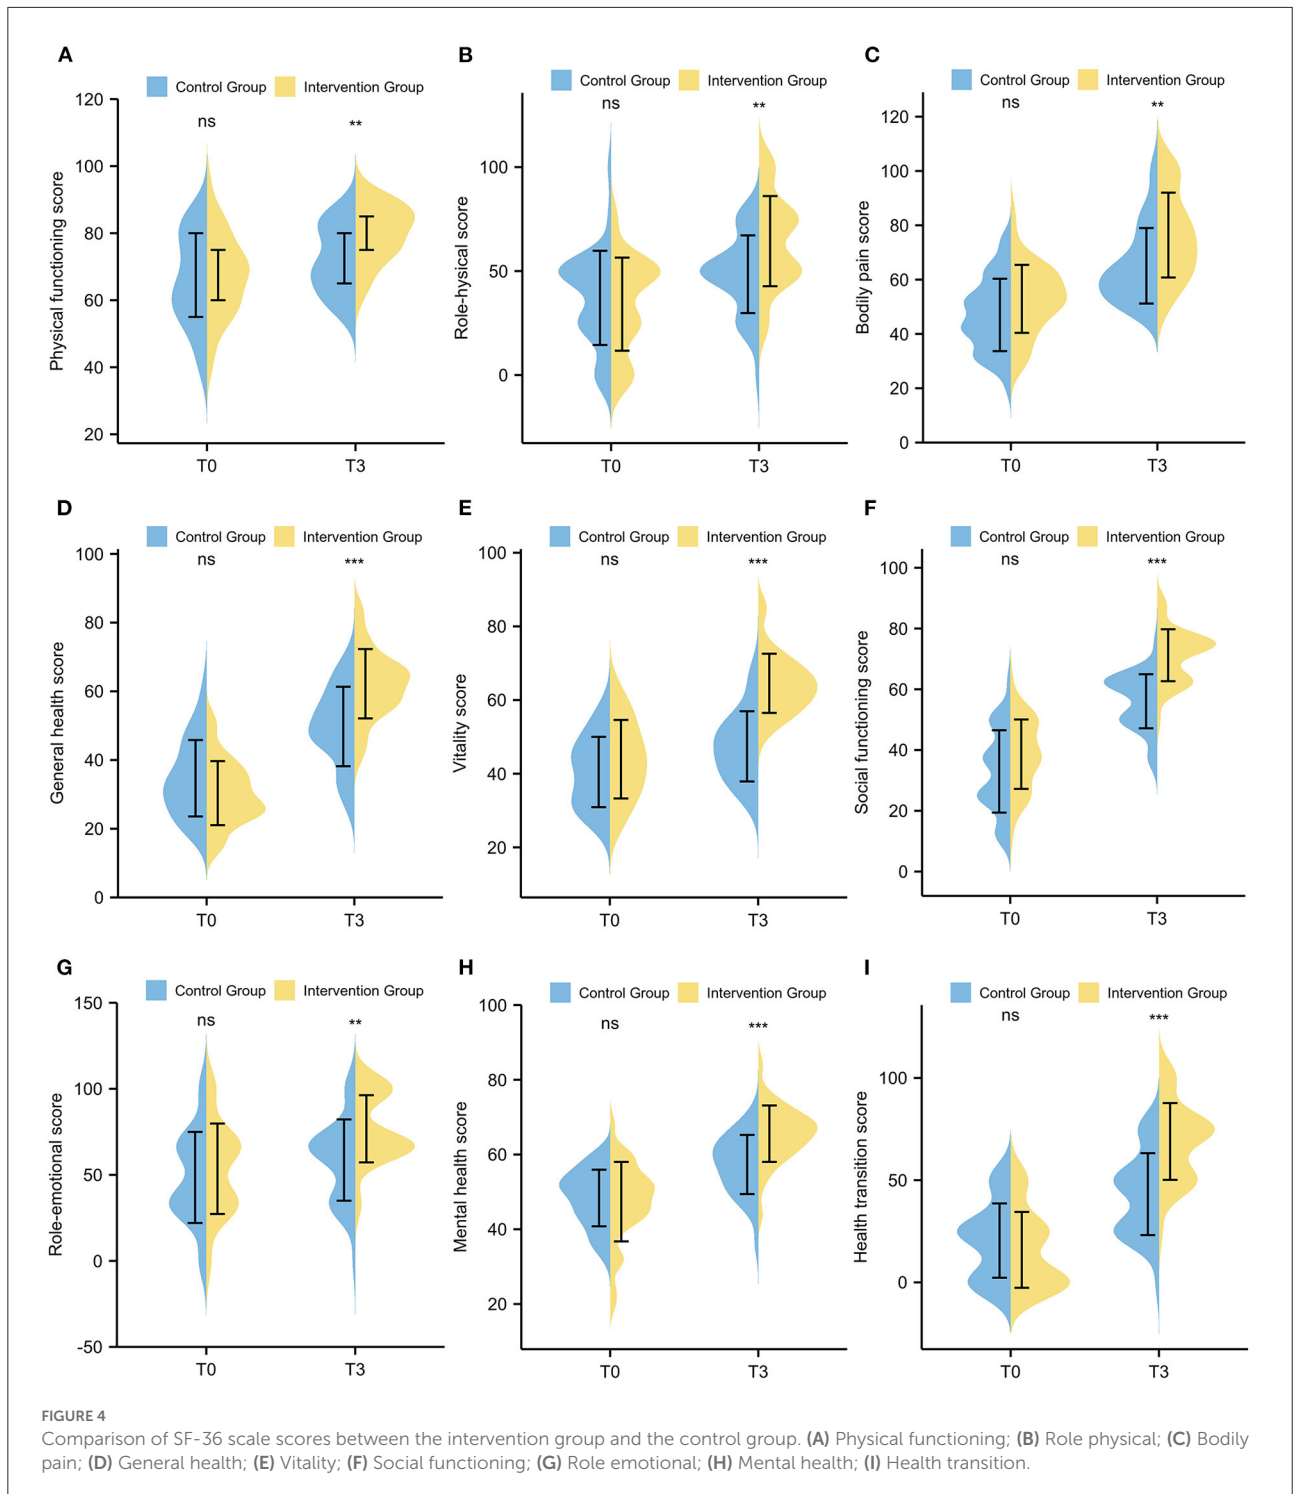 A
Control Group Intervention Group
120
100
80
60
40
20
Physical functioning score
ns
**
T0 T3
B
Control Group Intervention Group
100
50
0
Role-hysical score
ns
**
T0 T3
C
Control Group Intervention Group
120
100
80
60
40
20
0
Bodily pain score
ns
**
T0 T3
D
Control Group Intervention Group
100
80
60
40
20
0
General health score
ns
***
T0 T3
E
Control Group Intervention Group
100
80
60
40
20
Vitality score
ns
***
T0 T3
F
Control Group Intervention Group
100
80
60
40
20
0
Social functioning score
ns
***
T0 T3
G
Control Group Intervention Group
150
100
50
0
-50
Role-emotional score
ns
**
T0 T3
H
Control Group Intervention Group
100
80
60
40
20
Mental health score
ns
***
T0 T3
I
Control Group Intervention Group
100
50
0
Health transition score
ns
***
T0 T3
FIGURE 4
Comparison of SF-36 scale scores between the intervention group and the control group. (A) Physical functioning; (B) Role physical; (C) Bodily
pain; (D) General health; (E) Vitality; (F) Social functioning; (G) Role emotional; (H) Mental health; (I) Health transition.